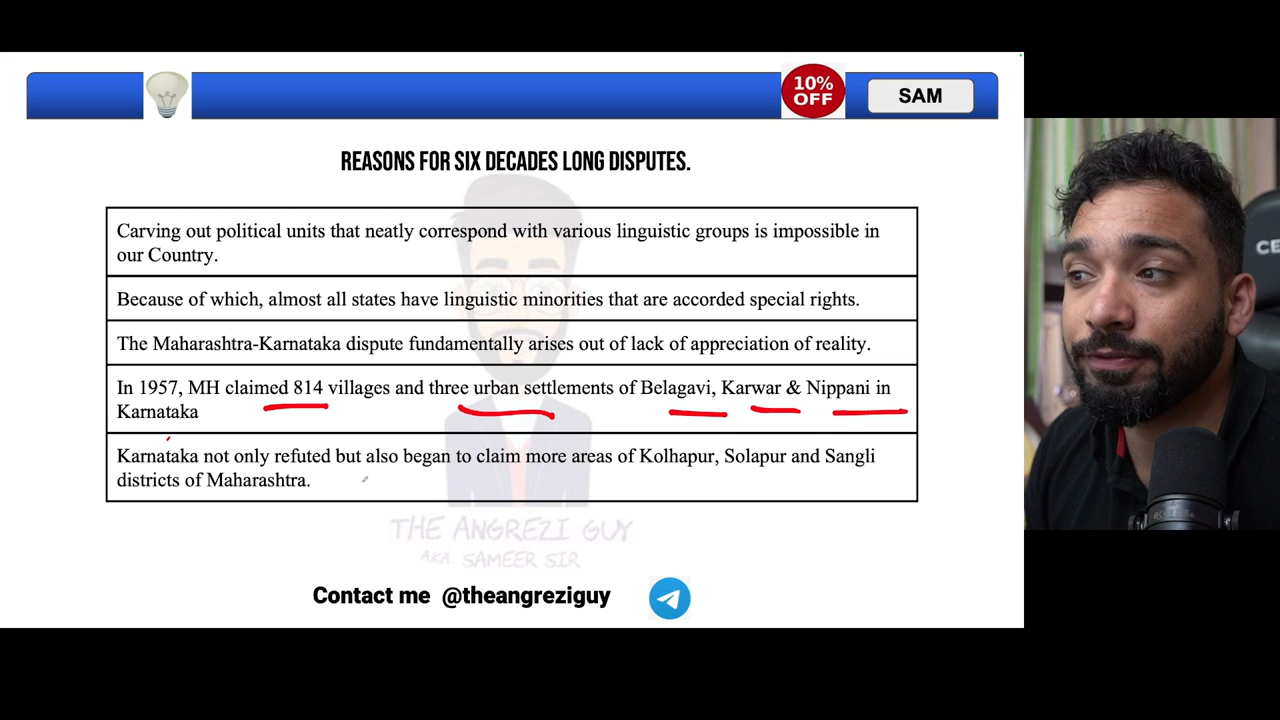 10%
OFF
SAM
REASONS FOR SIX DECADES LONG DISPUTES.
Carving out political units that neatly correspond with various linguistic groups is impossible in
our Country.
Because of which, almost all states have linguistic minorities that are accorded special rights.
The Maharashtra-Karnataka dispute fundamentally arises out of lack of appreciation of reality.
In 1957, MH claimed 814 villages and three urban settlements of Belagavi, Karwar & Nippani in
Karnataka
Karnataka not only refuted but also began to claim more areas of Kolhapur, Solapur and Sangli
districts of Maharashtra.
THE ANGREZI GUY
AKA. SAMEER SIR
Contact me @theangreziguy